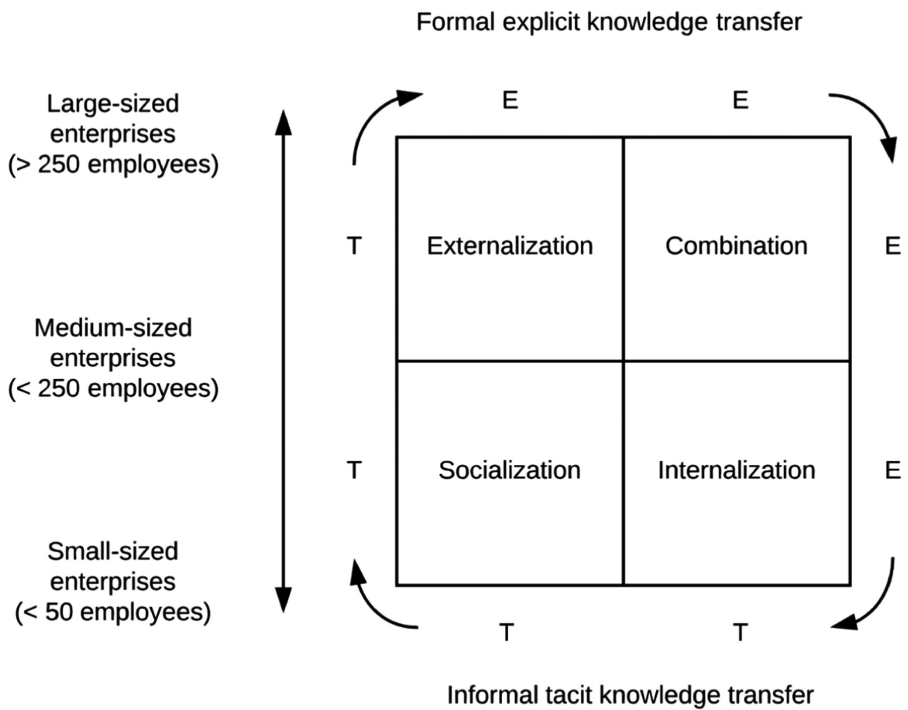 Formal explicit knowledge transfer
Large-sized
enterprises
(> 250 employees)
E E
T Externalization Combination E
Medium-sized
enterprises
(< 250 employees)
T Socialization Internalization E
Small-sized
enterprises
(< 50 employees)
T T
Informal tacit knowledge transfer